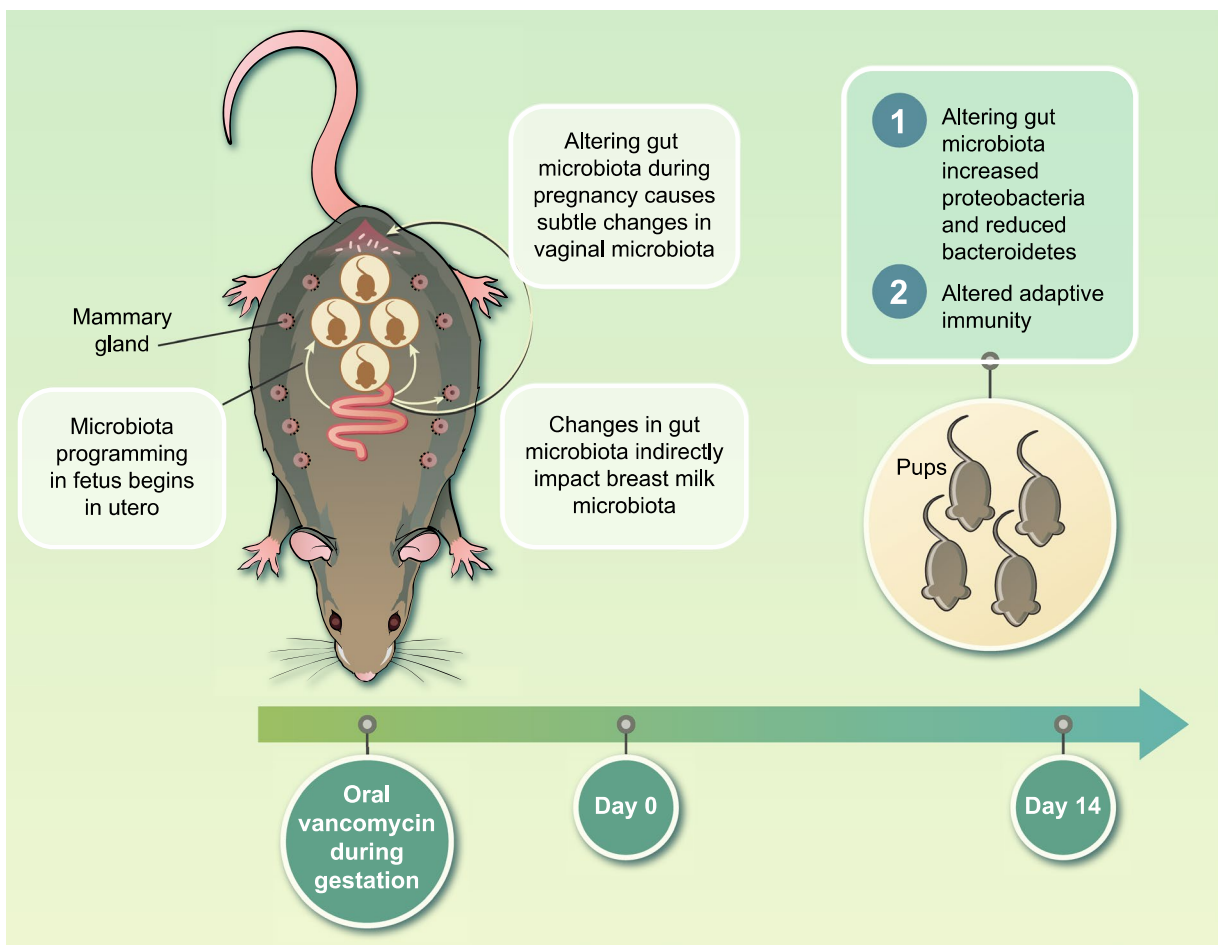 Altering gut
microbiota during
pregnancy causes
subtle changes in
vaginal microbiota
Mammary
gland
Microbiota
programming
in fetus begins
in utero
Changes in gut
microbiota indirectly
impact breast milk
microbiota
1
Altering gut
microbiota
increased
proteobacteria
and reduced
bacteroidetes
2
Altered adaptive
immunity
Pups
Oral
vancomycin
during
gestation
Day 0
Day 14